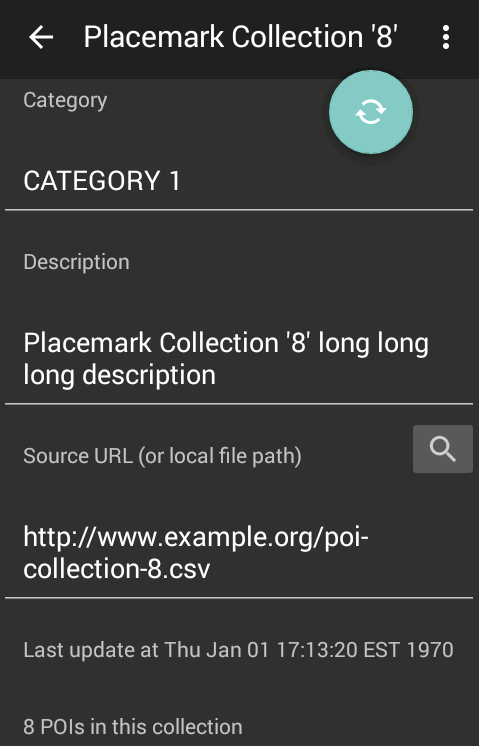 Placemark Collection '8'
Category
CATEGORY 1
Description
Placemark Collection '8' long long
long description
Source URL (or local file path)
http://www.example.org/poi-
collection-8.csv
Last update at Thu Jan 01 17:13:20 EST 1970
8 POIs in this collection